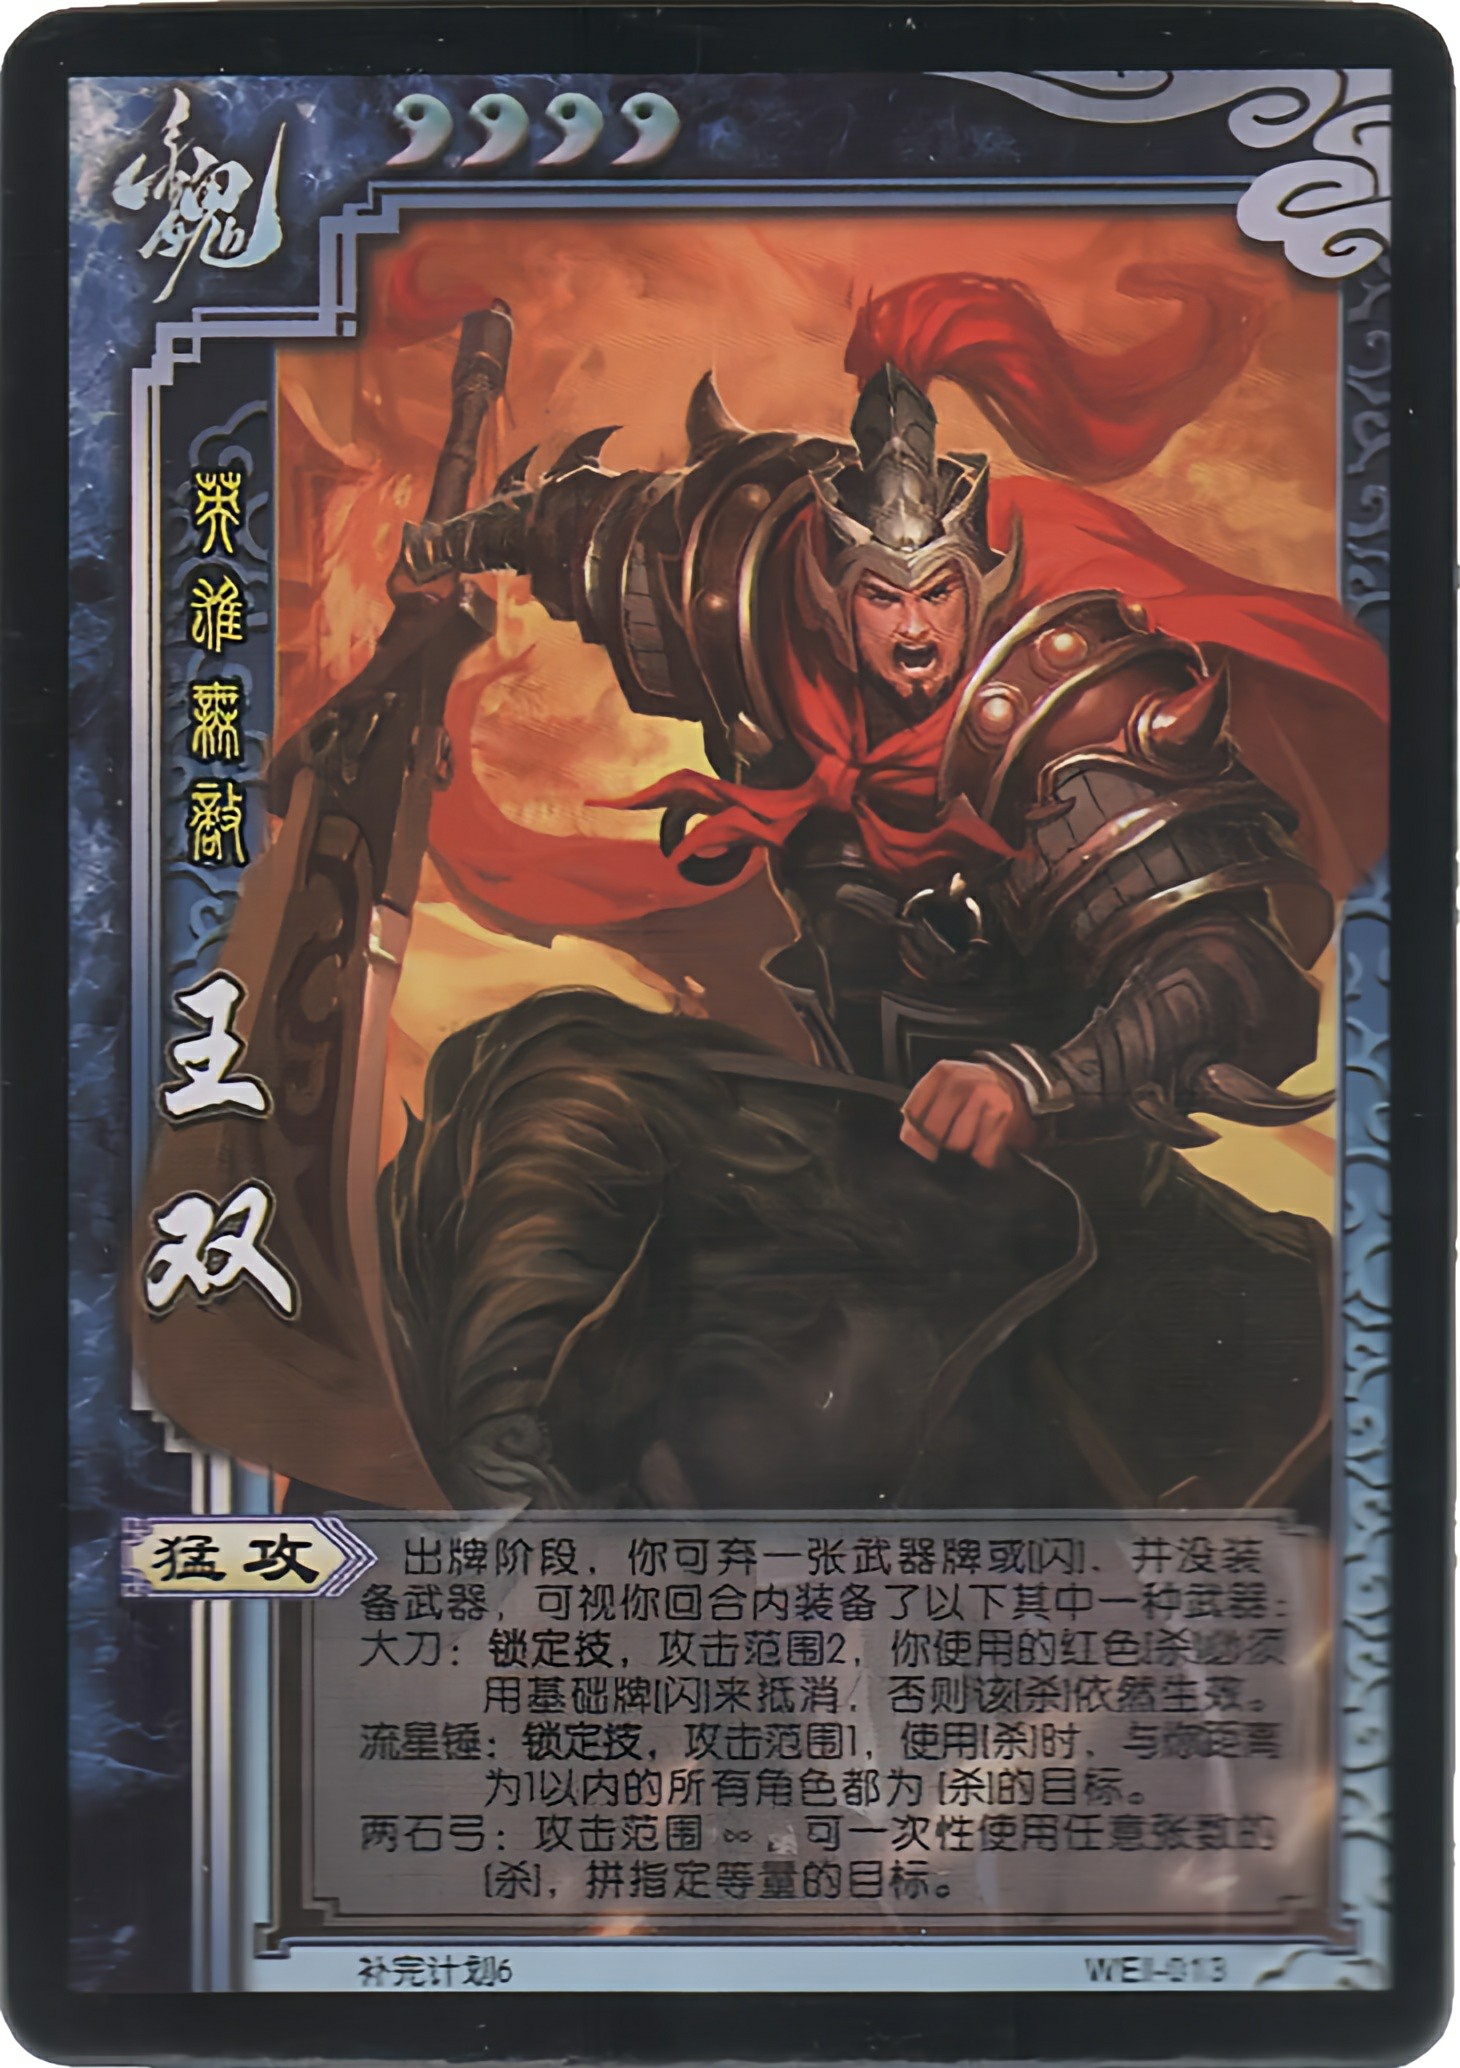 魏
英雄無敵
王双
猛攻
出牌阶段，你可弃一张武器牌或[闪]，并没装
备武器，可视你回合内装备了以下其中一种武器：
大刀：锁定技，攻击范围2，你使用的红色[杀]必须
用基础牌[闪]来抵消，否则该[杀]依然生效。
流星锤：锁定技，攻击范围1，使用[杀]时，与你距离
为1以内的所有角色都为[杀]的目标。
两石弓：攻击范围∞，可一次性使用任意张数的
[杀]，拼指定等量的目标。
补完计划6
WEI-013